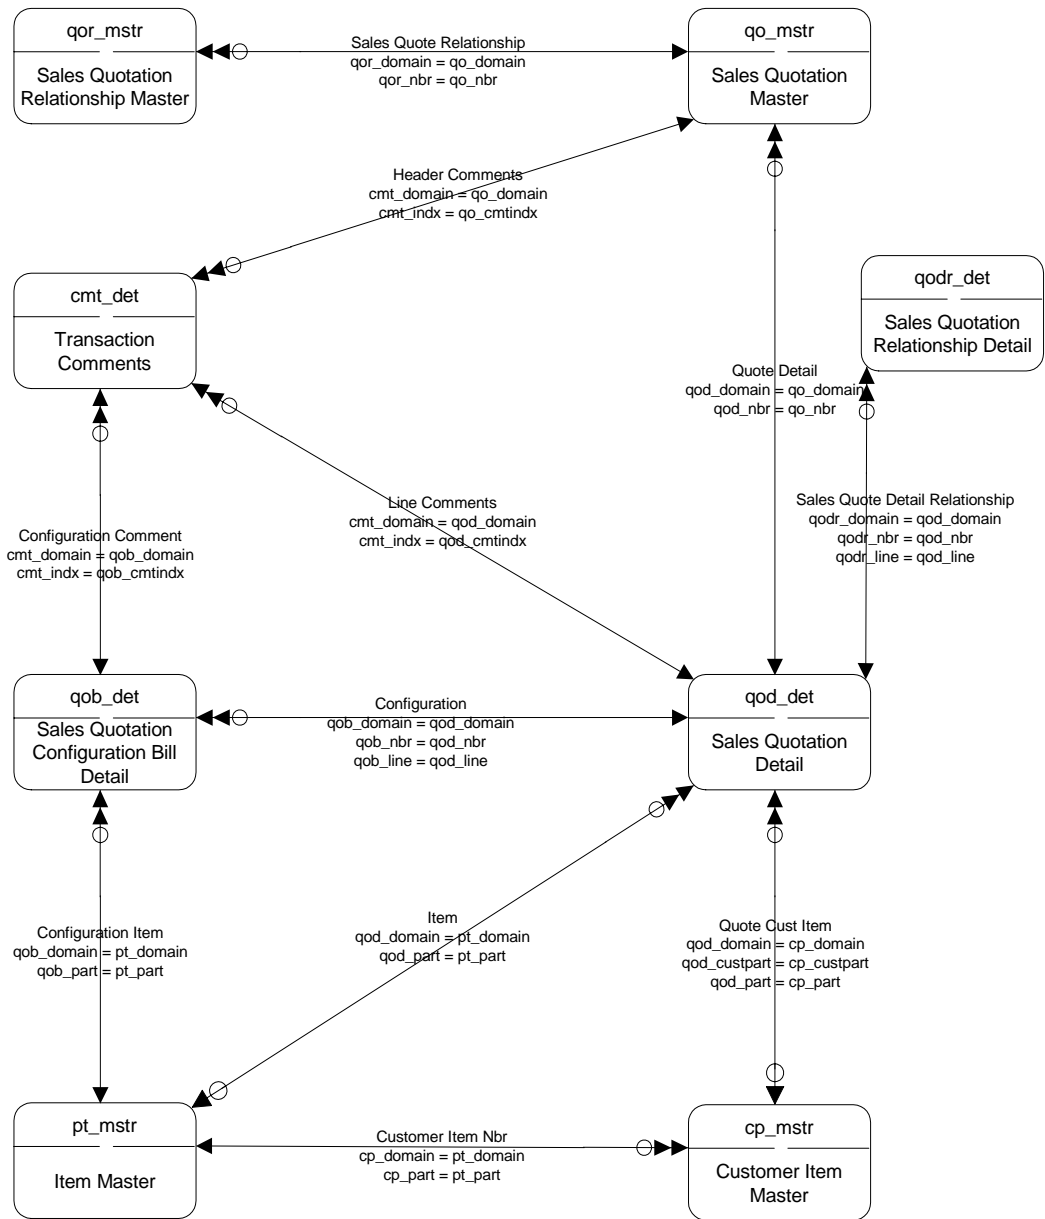 qor_mstr
Sales Quotation
Relationship Master
Sales Quote Relationship
qor_domain = qo_domain
qor_nbr = qo_nbr
qo_mstr
Sales Quotation
Master
Header Comments
cmt_domain = qo_domain
cmt_indx = qo_cmtindx
cmt_det
Transaction
Comments
qodr_det
Sales Quotation
Relationship Detail
Quote Detail
qod_domain = qo_domain
qod_nbr = qo_nbr
Line Comments
cmt_domain = qod_domain
cmt_indx = qod_cmtindx
Sales Quote Detail Relationship
qodr_domain = qod_domain
qodr_nbr = qod_nbr
qodr_line = qod_line
Configuration Comment
cmt_domain = qob_domain
cmt_indx = qob_cmtindx
qob_det
Sales Quotation
Configuration Bill
Detail
Configuration
qob_domain = qod_domain
qob_nbr = qod_nbr
qob_line = qod_line
qod_det
Sales Quotation
Detail
Configuration Item
qob_domain = pt_domain
qob_part = pt_part
Item
qod_domain = pt_domain
qod_part = pt_part
Quote Cust Item
qod_domain = cp_domain
qod_custpart = cp_custpart
qod_part = cp_part
pt_mstr
Item Master
Customer Item Nbr
cp_domain = pt_domain
cp_part = pt_part
cp_mstr
Customer Item
Master